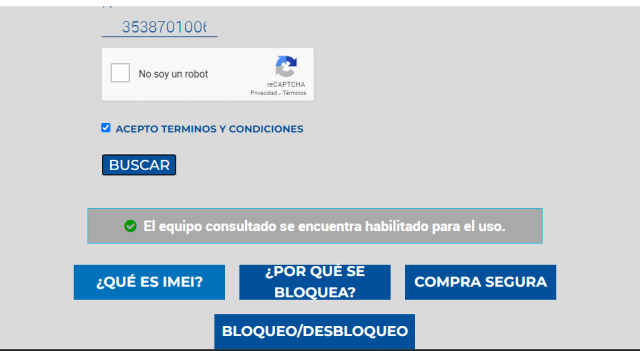 353870100
No soy un robot
reCAPTCHA
Privacidad - Términos
ACEPTO TERMINOS Y CONDICIONES
BUSCAR
El equipo consultado se encuentra habilitado para el uso.
¿QUÉ ES IMEI?
¿POR QUÉ SE
BLOQUEA?
COMPRA SEGURA
BLOQUEO/DESBLOQUEO